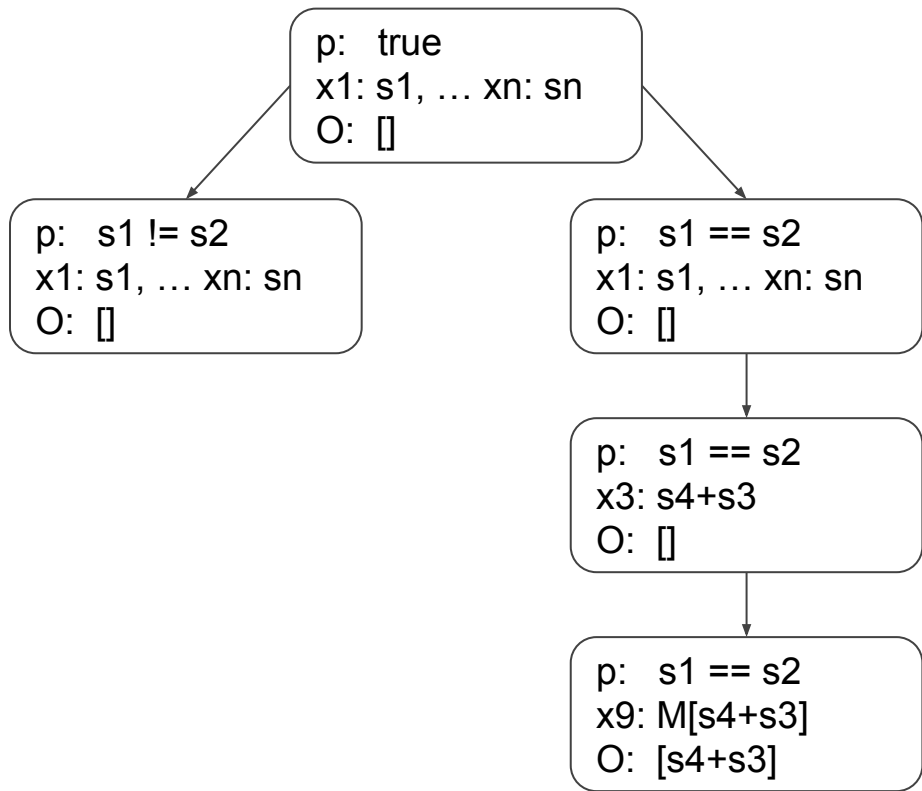 p: true
x1: s1, … xn: sn
O: []
p: s1 != s2
x1: s1, … xn: sn
O: []
p: s1 == s2
x1: s1, … xn: sn
O: []
p: s1 == s2
x3: s4+s3
O: []
p: s1 == s2
x9: M[s4+s3]
O: [s4+s3]